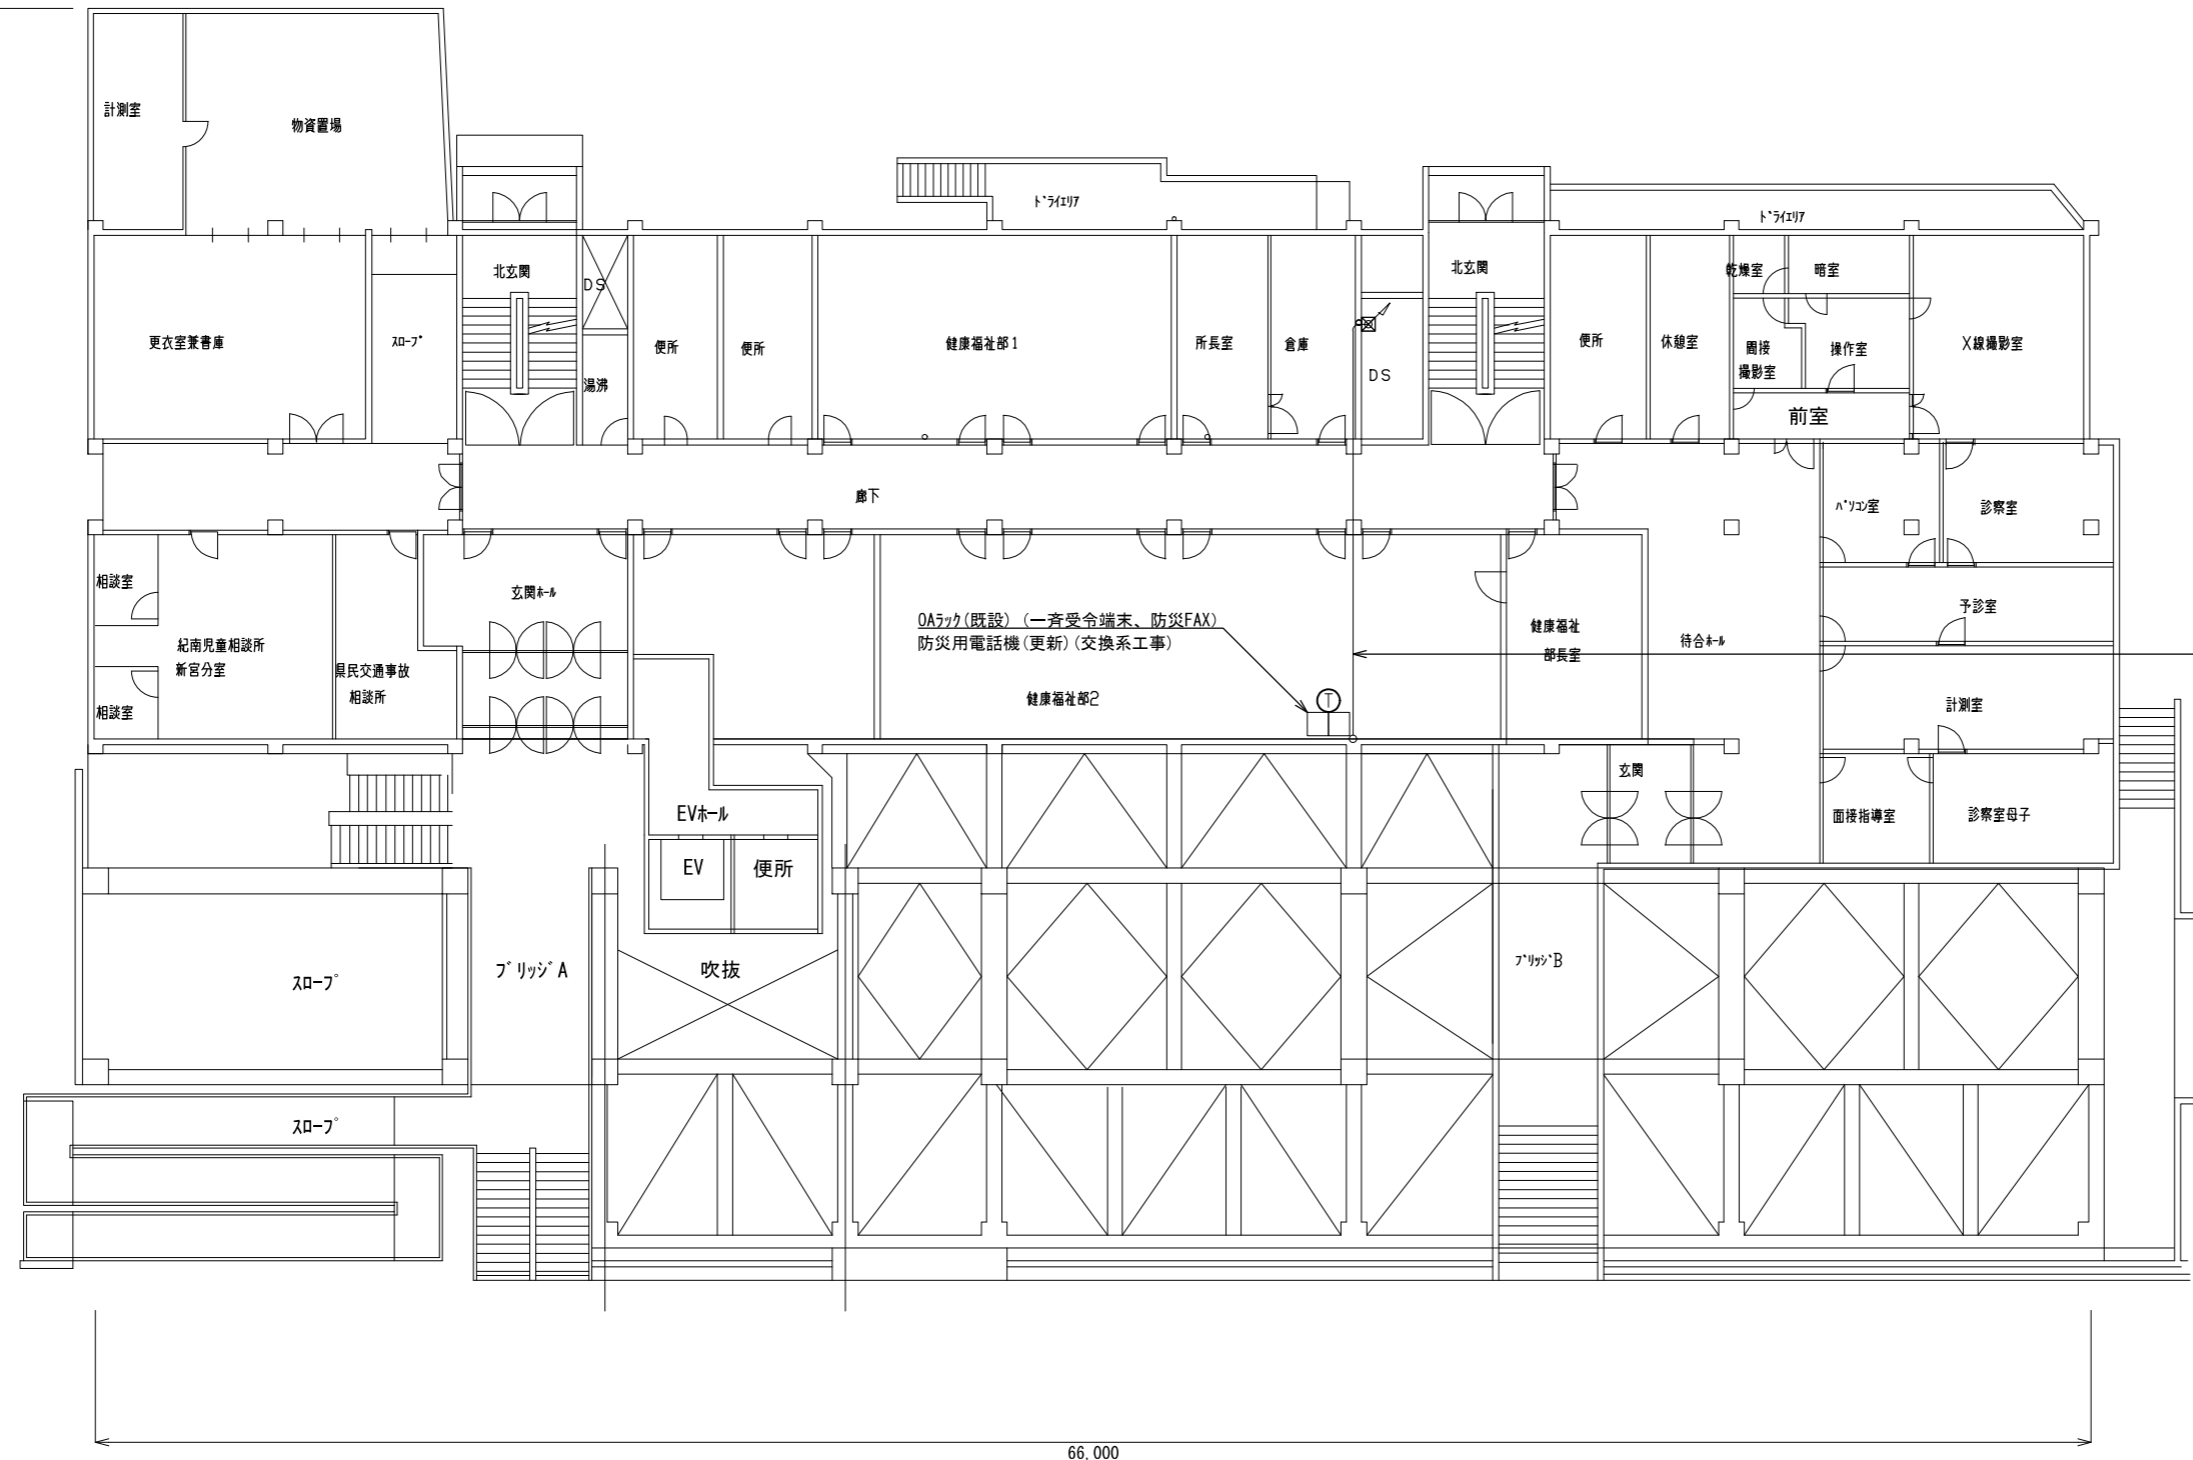 計測室
物資置場
ﾄﾞﾗｲｴﾘｱ
ﾄﾞﾗｲｴﾘｱ
北玄関
北玄関
DS
乾燥室
暗室
更衣室兼書庫
ｽﾛｰﾌﾟ
湯沸
便所
便所
健康福祉部1
所長室
倉庫
DS
便所
休憩室
間接
撮影室
操作室
X線撮影室
前室
廊下
ﾊﾟｿｺﾝ室
診察室
相談室
紀南児童相談所
新宮分室
相談室
県民交通事故
相談所
玄関ﾎｰﾙ
OAﾗｯｸ(既設) (一斉受令端末、防災FAX)
防災用電話機(更新)(交換系工事)
健康福祉部2
T
健康福祉
部長室
待合ﾎｰﾙ
予診室
計測室
玄関
面接指導室
診察室母子
EVﾎｰﾙ
EV
便所
ｽﾛｰﾌﾟ
ﾌﾞﾘｯｼﾞA
吹抜
ﾌﾞﾘｯｼﾞB
ｽﾛｰﾌﾟ
66,000